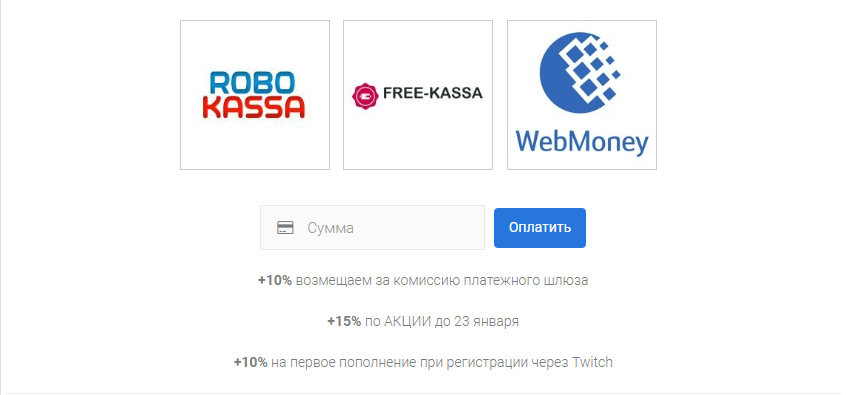 ROBO
KASSA
FREE-KASSA
WebMoney
Сумма
Оплатить
+10% возмещаем за комиссию платежного шлюза
+15% по АКЦИИ до 23 января
+10% на первое пополнение при регистрации через Twitch